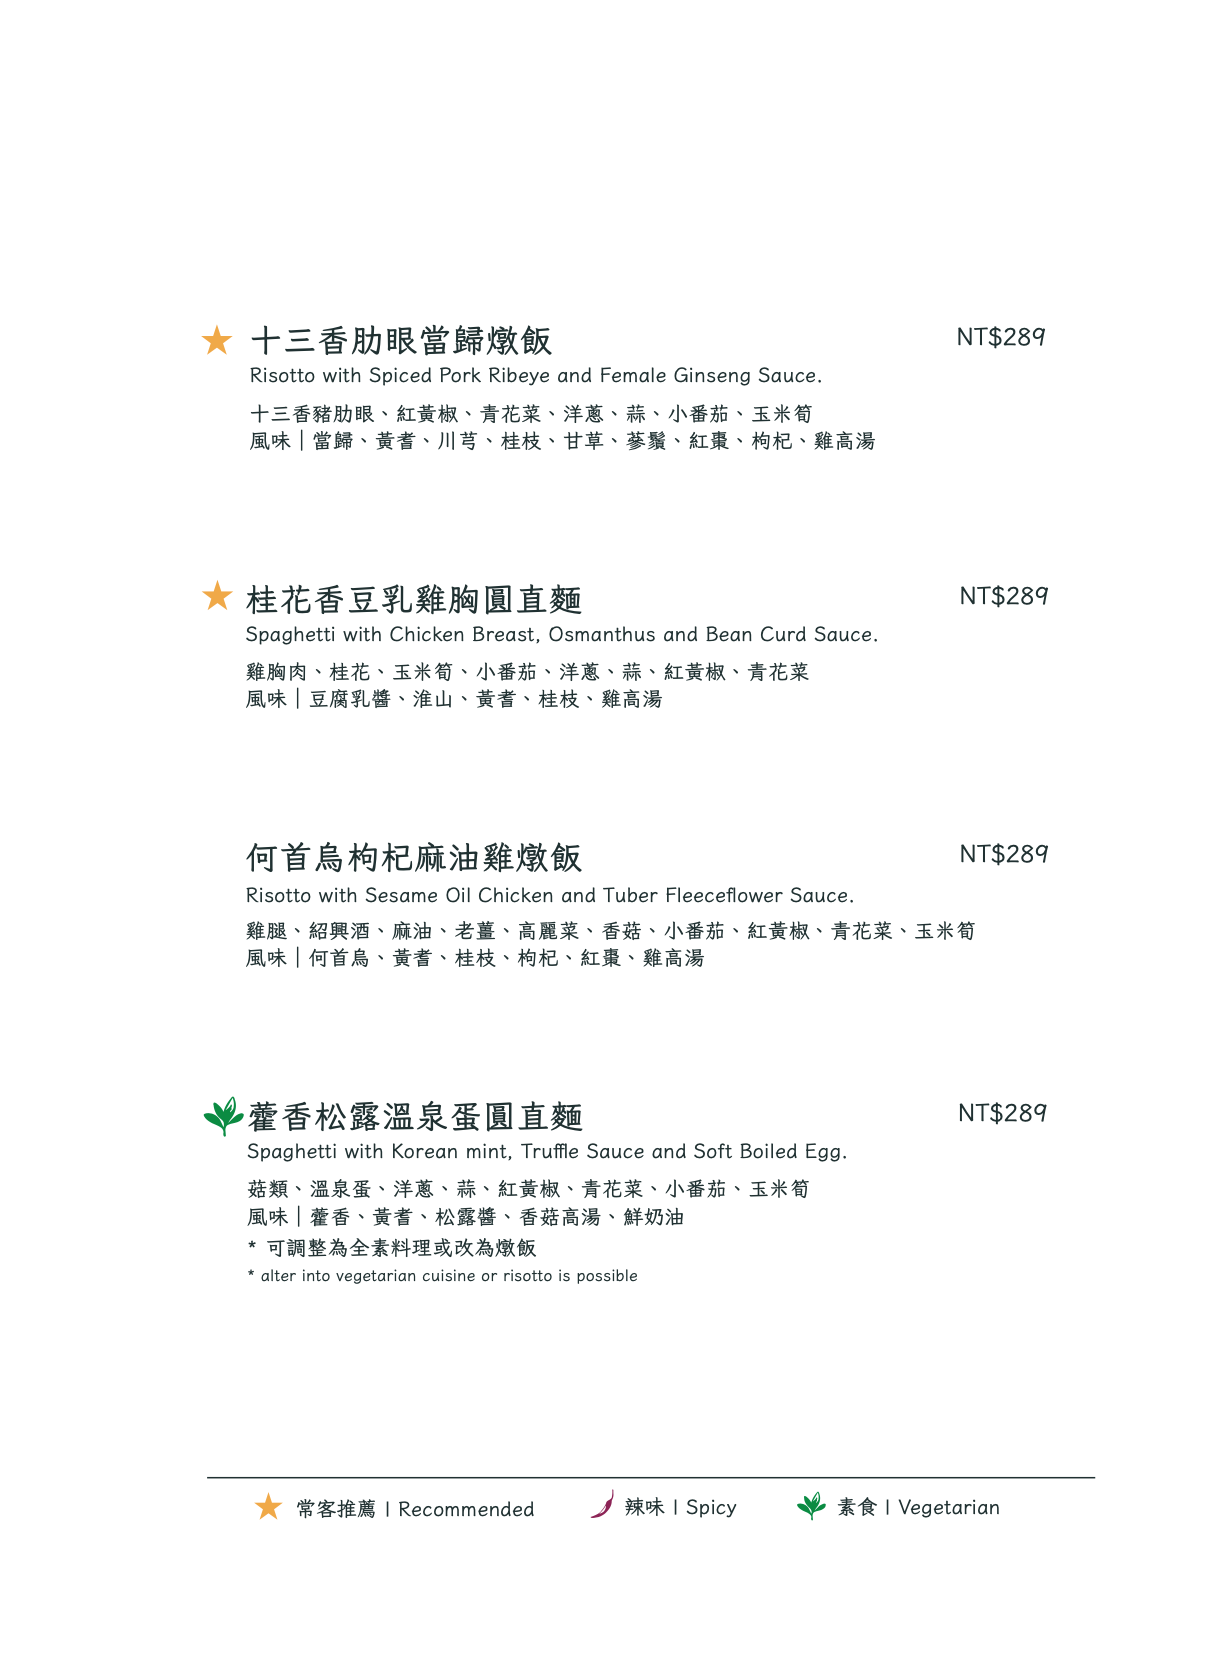 十三香肋眼當歸燉飯 NT$289
Risotto with Spiced Pork Ribeye and Female Ginseng Sauce.
十三香豬肋眼、紅黃椒、青花菜、洋蔥、蒜、小番茄、玉米筍
風味｜當歸、黃耆、川芎、桂枝、甘草、蔘鬚、紅棗、枸杞、雞高湯
桂花香豆乳雞胸圓直麵 NT$289
Spaghetti with Chicken Breast, Osmanthus and Bean Curd Sauce.
雞胸肉、桂花、玉米筍、小番茄、洋蔥、蒜、紅黃椒、青花菜
風味｜豆腐乳醬、淮山、黃耆、桂枝、雞高湯
何首烏枸杞麻油雞燉飯 NT$289
Risotto with Sesame Oil Chicken and Tuber Fleeceflower Sauce.
雞腿、紹興酒、麻油、老薑、高麗菜、香菇、小番茄、紅黃椒、青花菜、玉米筍
風味｜何首烏、黃耆、桂枝、枸杞、紅棗、雞高湯
藿香松露溫泉蛋圓直麵 NT$289
Spaghetti with Korean mint, Truffle Sauce and Soft Boiled Egg.
菇類、溫泉蛋、洋蔥、蒜、紅黃椒、青花菜、小番茄、玉米筍
風味｜藿香、黃耆、松露醬、香菇高湯、鮮奶油
* 可調整為全素料理或改為燉飯
* alter into vegetarian cuisine or risotto is possible
常客推薦 | Recommended 辣味 | Spicy 素食 | Vegetarian